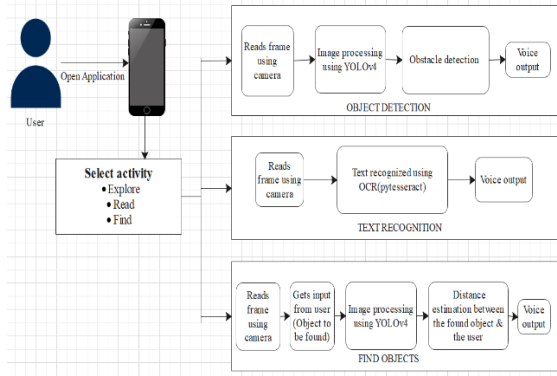 User
Open Application
Select activity
• Explore
• Read
• Find
Reads frame
using
camera
Image processing
using YOLOv4
Obstacle detection
Voice
output
OBJECT DETECTION
Reads
frame using
camera
Text recognized using
OCR(pytesseract)
Voice output
TEXT RECOGNITION
Reads
frame
using
camera
Gets input
from user
(Object to
be found)
Image processing
using YOLOv4
Distance
estimation between
the found object &
the user
Voice
output
FIND OBJECTS